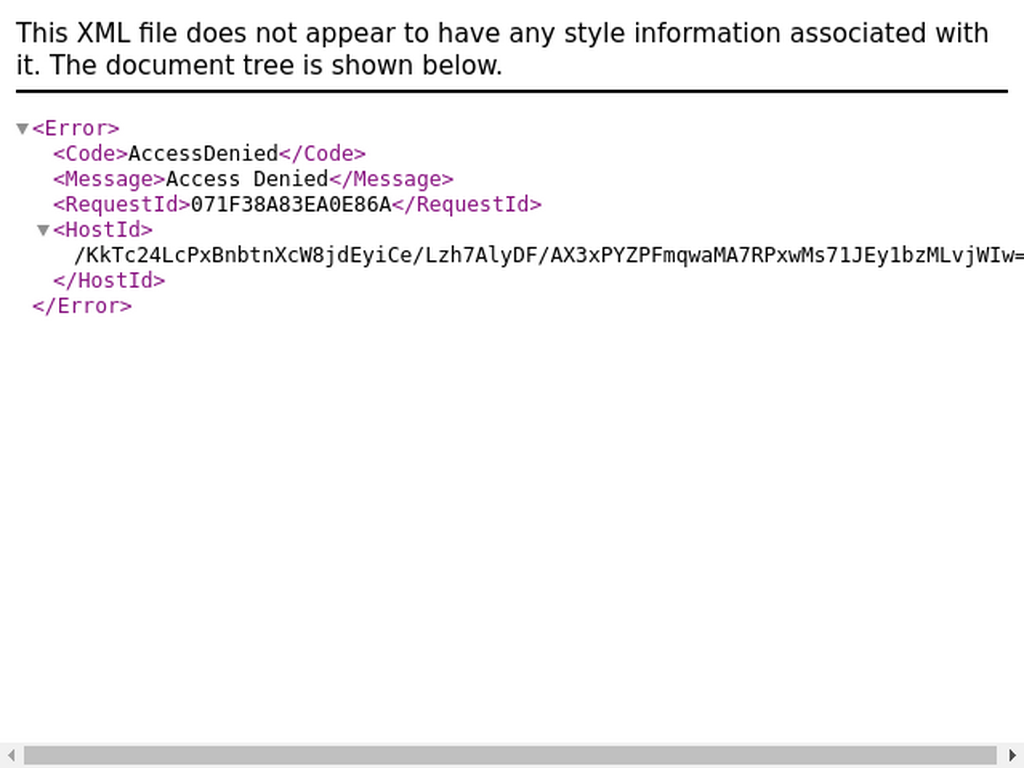 This XML file does not appear to have any style information associated with
it. The document tree is shown below.
<Error>
<Code>AccessDenied</Code>
<Message>Access Denied</Message>
<RequestId>071F38A83EA0E86A</RequestId>
<HostId>
/KkTc24LcPxBnbtnXcW8jdEyiCe/Lzh7AlyDF/AX3xPYZPFmqwaMA7RPxwMs71JEy1bzMLvjWIw=
</HostId>
</Error>